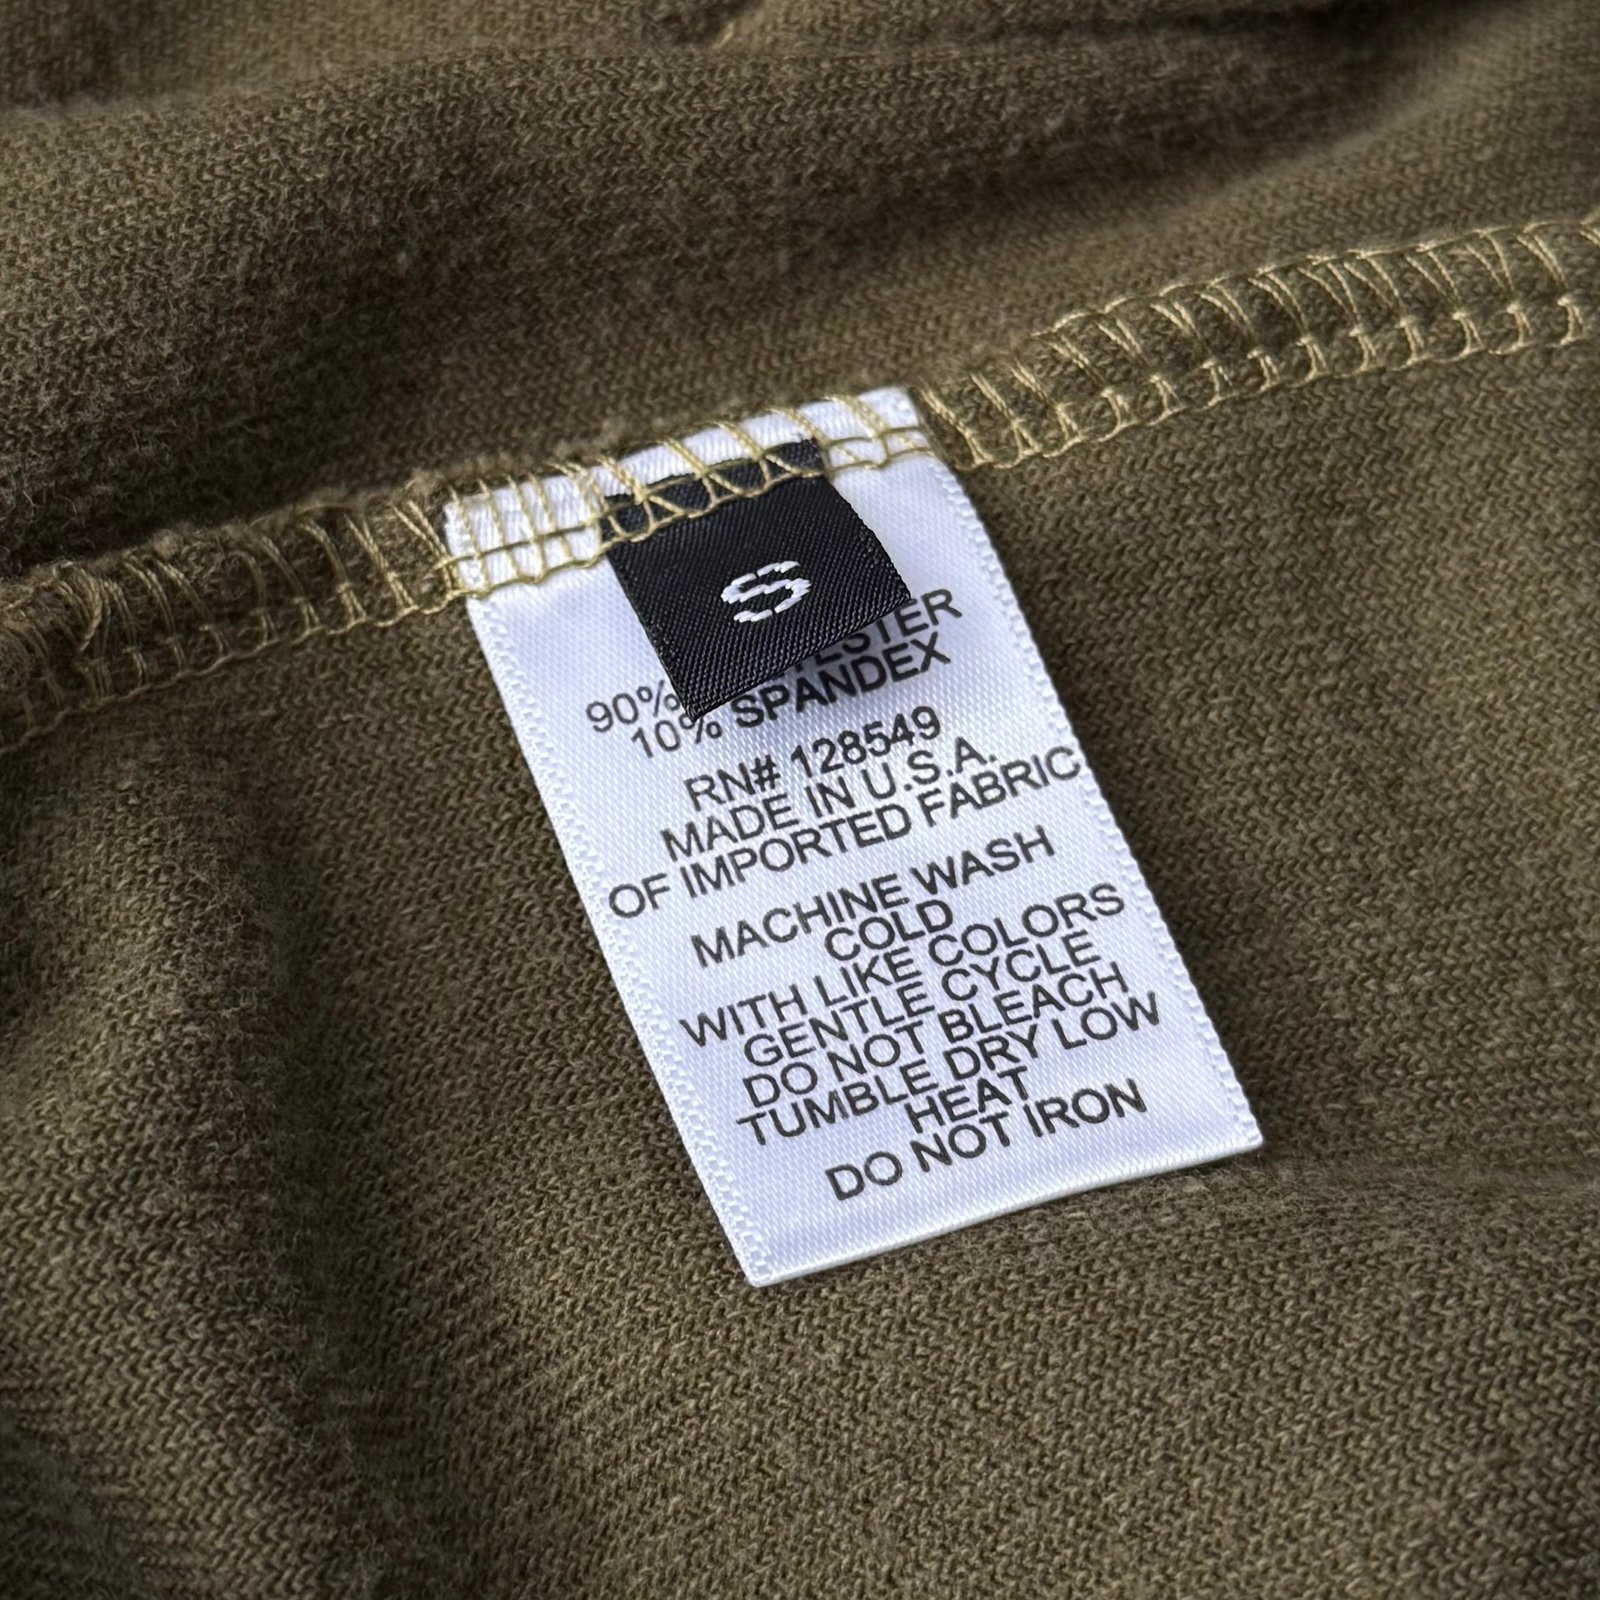 S
90%
10% SPANDEX
RN# 128549
MADE IN U.S.A.
OF IMPORTED FABRIC
MACHINE WASH
COLD
WITH LIKE COLORS
GENTLE CYCLE
DO NOT BLEACH
TUMBLE DRY LOW
HEAT
DO NOT IRON